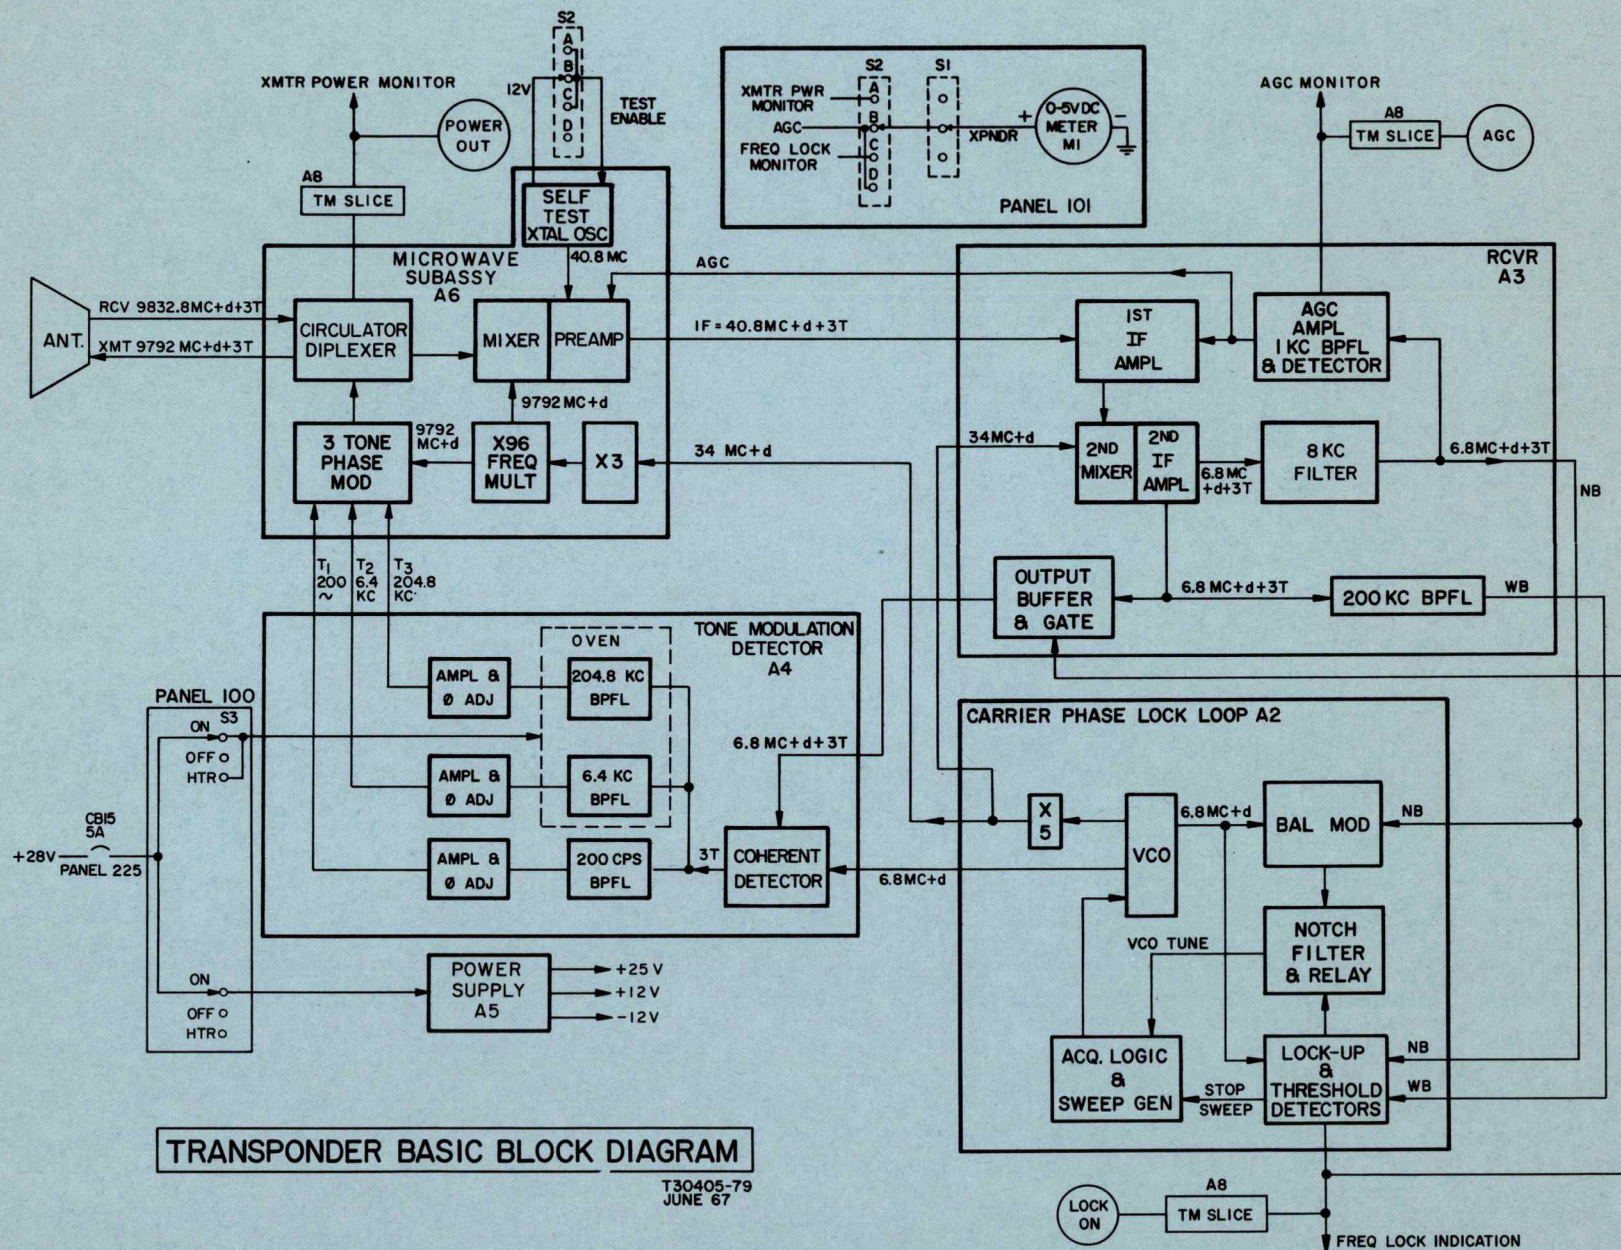 S2
A
B
C
D
12V
TEST
ENABLE
XMTR POWER MONITOR
POWER
OUT
A8
TM SLICE
S2
S1
A
B
C
D
XMTR PWR
MONITOR
AGC
FREQ LOCK
MONITOR
XPNDR
+
0-5VDC
METER
M1
-
PANEL 101
AGC MONITOR
A8
TM SLICE
AGC
SELF
TEST
XTAL OSC
40.8 MC
MICROWAVE
SUBASSY
A6
AGC
RCVR
A3
ANT.
RCV 9832.8MC+d+3T
XMT 9792 MC+d+3T
CIRCULATOR
DIPLEXER
MIXER
PREAMP
IF=40.8MC+d+3T
1ST
IF
AMPL
AGC
AMPL
1 KC BPFL
& DETECTOR
9792 MC+d
3 TONE
PHASE
MOD
9792
MC+d
X96
FREQ
MULT
X3
34 MC+d
34MC+d
2ND
MIXER
2ND
IF
AMPL
6.8 MC
+d+3T
8 KC
FILTER
6.8MC+d+3T
NB
T1
200
~
T2
6.4
KC
T3
204.8
KC
OUTPUT
BUFFER
& GATE
6.8 MC+d+3T
200 KC BPFL
WB
TONE MODULATION
DETECTOR
A4
OVEN
AMPL &
Ø ADJ
204.8 KC
BPFL
AMPL &
Ø ADJ
6.4 KC
BPFL
AMPL &
Ø ADJ
200 CPS
BPFL
3T
COHERENT
DETECTOR
6.8 MC+d+3T
6.8MC+d
PANEL 100
S3
ON
OFF
HTR
CB15
5A
+28V
PANEL 225
ON
OFF
HTR
POWER
SUPPLY
A5
+25 V
+12V
-12V
CARRIER PHASE LOCK LOOP A2
X
5
VCO
6.8MC+d
BAL MOD
NB
VCO TUNE
NOTCH
FILTER
& RELAY
ACQ. LOGIC
&
SWEEP GEN
STOP
SWEEP
LOCK-UP
&
THRESHOLD
DETECTORS
NB
WB
TRANSPONDER BASIC BLOCK DIAGRAM
T30405-79
JUNE 67
LOCK
ON
A8
TM SLICE
FREQ LOCK INDICATION